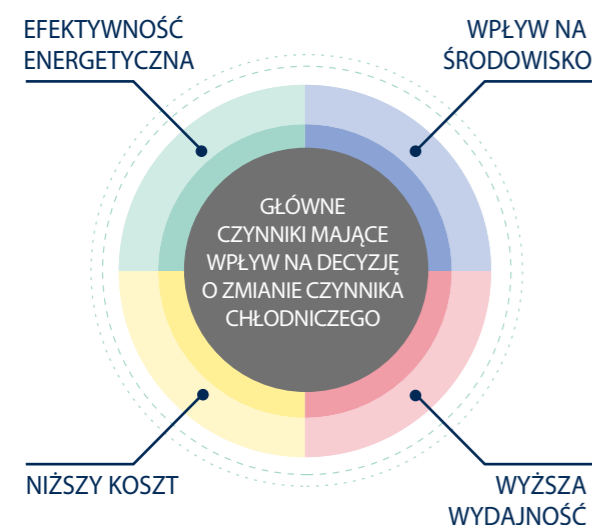 EFEKTYWNOŚĆ
ENERGETYCZNA
WPŁYW NA
ŚRODOWISKO
GŁÓWNE
CZYNNIKI MAJĄCE
WPŁYW NA DECYZJĘ
O ZMIANIE CZYNNIKA
CHŁODNICZEGO
NIŻSZY KOSZT
WYŻSZA
WYDAJNOŚĆ